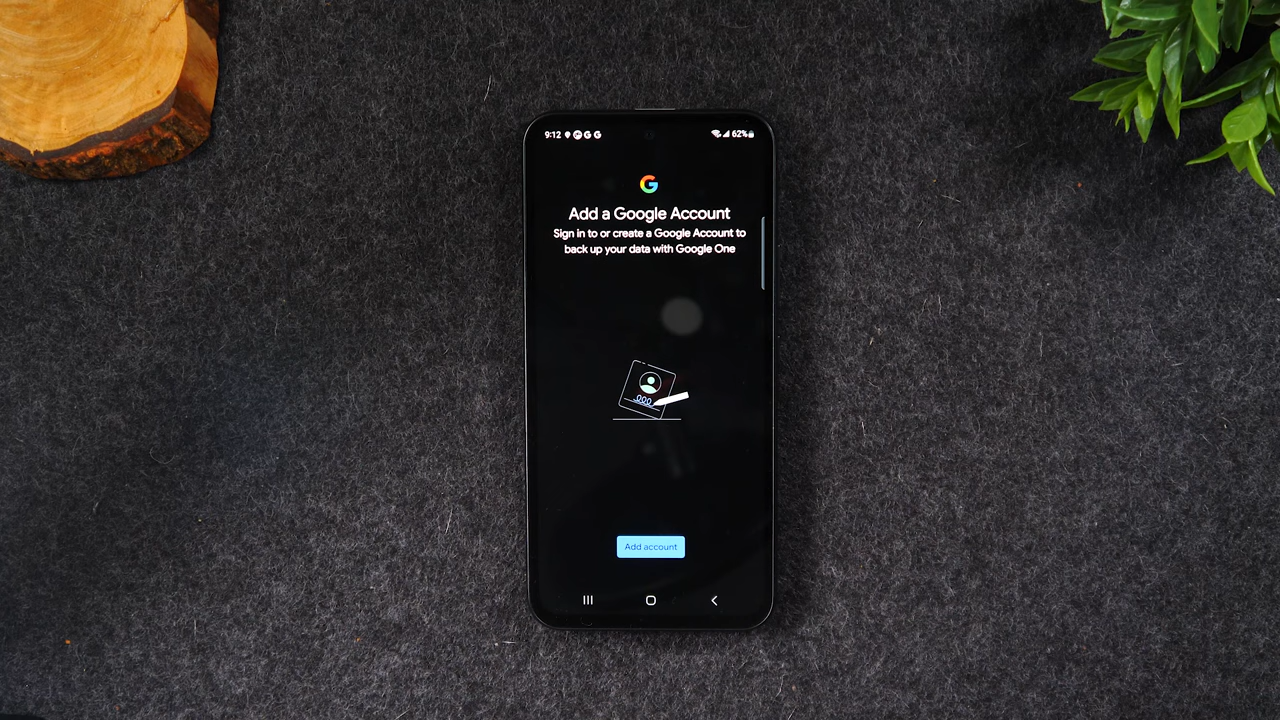 9:12 62%
Add a Google Account
Sign in to or create a Google Account to
back up your data with Google One
Add account